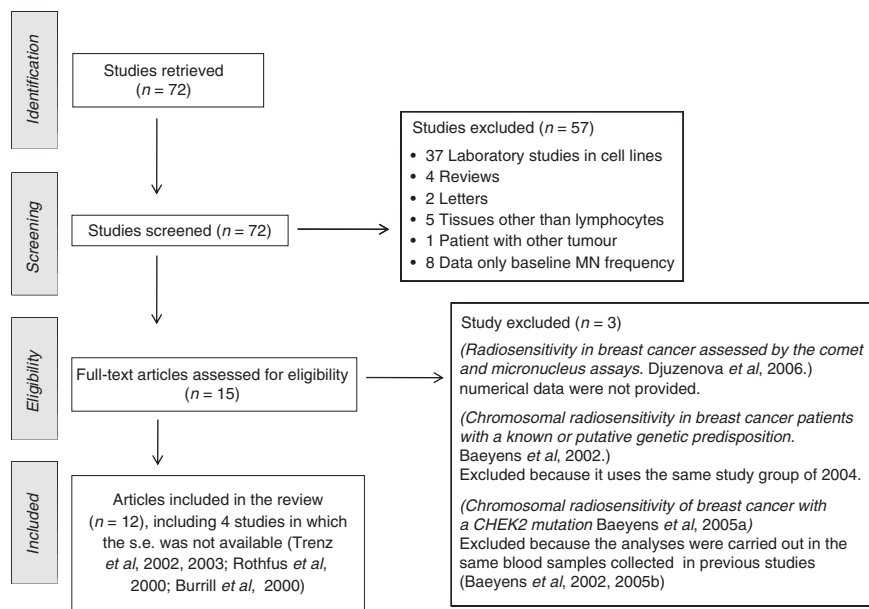 Identification
Studies retrieved
(n = 72)
Screening
Studies screened (n = 72)
Studies excluded (n = 57)
• 37 Laboratory studies in cell lines
• 4 Reviews
• 2 Letters
• 5 Tissues other than lymphocytes
• 1 Patient with other tumour
• 8 Data only baseline MN frequency
Eligibility
Full-text articles assessed for eligibility
(n = 15)
Study excluded (n = 3)
(Radiosensitivity in breast cancer assessed by the comet
and micronucleus assays. Djuzenova et al, 2006.)
numerical data were not provided.
(Chromosomal radiosensitivity in breast cancer patients
with a known or putative genetic predisposition.
Baeyens et al, 2002.)
Excluded because it uses the same study group of 2004.
(Chromosomal radiosensitivity of breast cancer with
a CHEK2 mutation Baeyens et al, 2005a)
Excluded because the analyses were carried out in the
same blood samples collected in previous studies
(Baeyens et al, 2002, 2005b)
Included
Articles included in the review
(n = 12), including 4 studies in which
the s.e. was not available (Trenz
et al, 2002, 2003; Rothfus et al,
2000; Burrill et al, 2000)